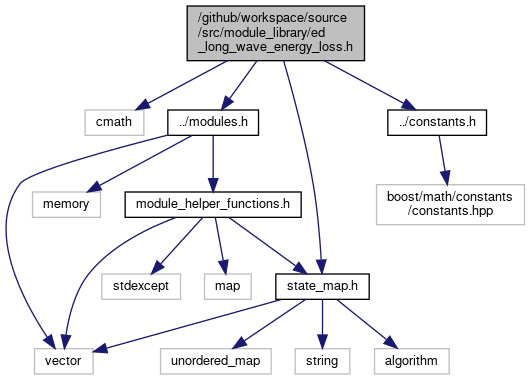 /github/workspace/source
/src/module_library/ed
_long_wave_energy_loss.h
cmath
../modules.h
../constants.h
memory
module_helper_functions.h
boost/math/constants
/constants.hpp
stdexcept
map
state_map.h
vector
unordered_map
string
algorithm